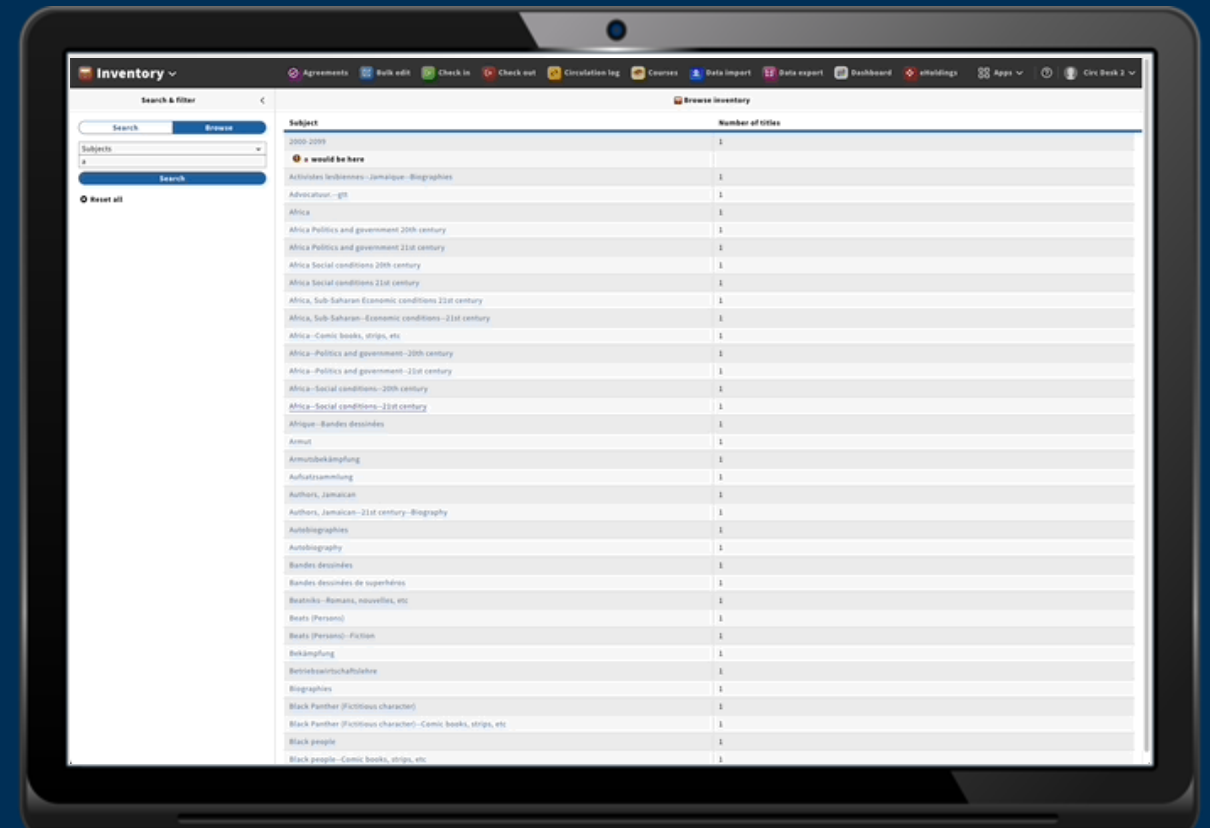 Inventory
Agreements Bulk edit Check in Check out Circulation log Courses Data import Data export Dashboard eHoldings Apps Circ Desk 2
Search & filter
Browse inventory
Search Browse
Subjects
a
Search
Reset all
Subject Number of titles
2000-2099 1
a would be here
Activistes lesbiennes--Jamaïque--Biographies 1
Advocatuur.--gtt 1
Africa 1
Africa Politics and government 20th century 1
Africa Politics and government 21st century 1
Africa Social conditions 20th century 1
Africa Social conditions 21st century 1
Africa, Sub-Saharan Economic conditions 21st century 1
Africa, Sub-Saharan--Economic conditions--21st century 1
Africa--Comic books, strips, etc 1
Africa--Politics and government--20th century 1
Africa--Politics and government--21st century 1
Africa--Social conditions--20th century 1
Africa--Social conditions--21st century 1
Afrique--Bandes dessinées 1
Armut 1
Armutsbekämpfung 1
Aufsatzsammlung 1
Authors, Jamaican 1
Authors, Jamaican--21st century--Biography 1
Autobiographies 1
Autobiography 1
Bandes dessinées 1
Bandes dessinées de superhéros 1
Beatniks--Romans, nouvelles, etc 1
Beats (Persons) 1
Beats (Persons)--Fiction 1
Bekämpfung 1
Betriebswirtschaftslehre 1
Biographies 1
Black Panther (Fictitious character) 1
Black Panther (Fictitious character)--Comic books, strips, etc 1
Black people 1
Black people--Comic books, strips, etc 1